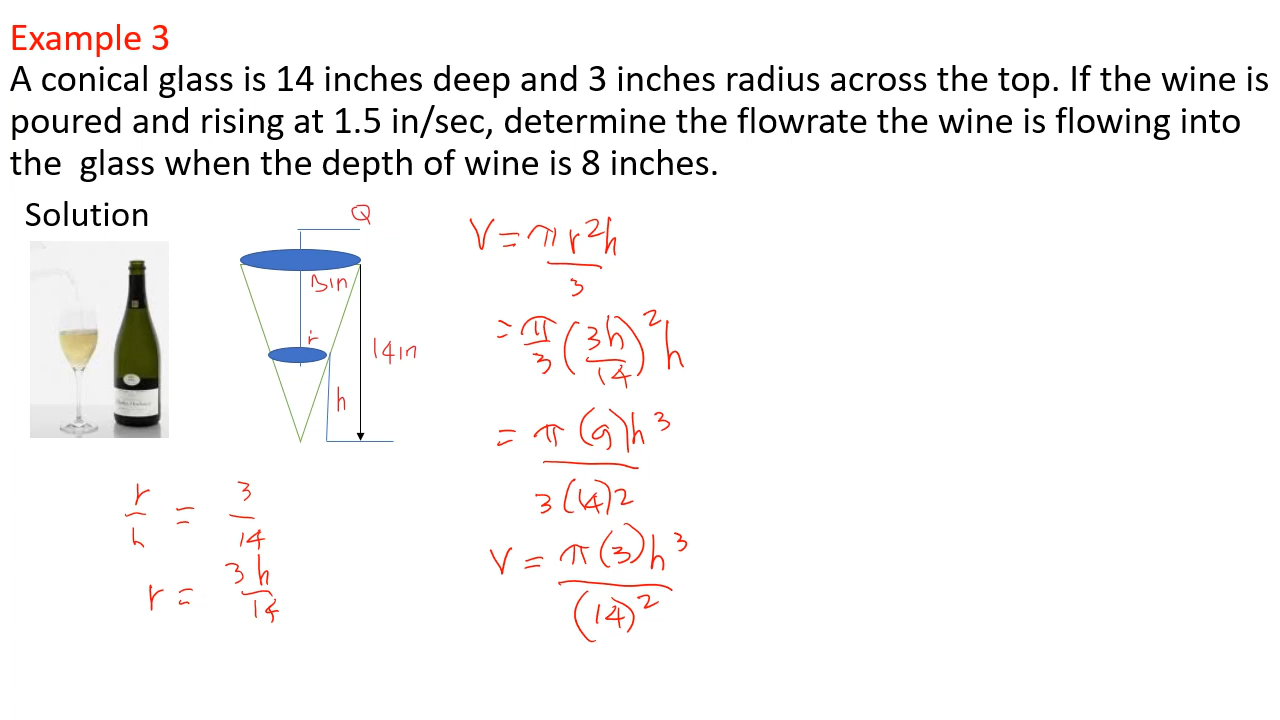 Example 3
A conical glass is 14 inches deep and 3 inches radius across the top. If the wine is
poured and rising at 1.5 in/sec, determine the flowrate the wine is flowing into
the glass when the depth of wine is 8 inches.
Solution
Q
3in
r
14in
h
r/h = 3/14
r = 3h/14
V = πr²h/3
= π/3 (3h/14)² h
= π(9)h³/3(14)2
V = π(3)h³/(14)²